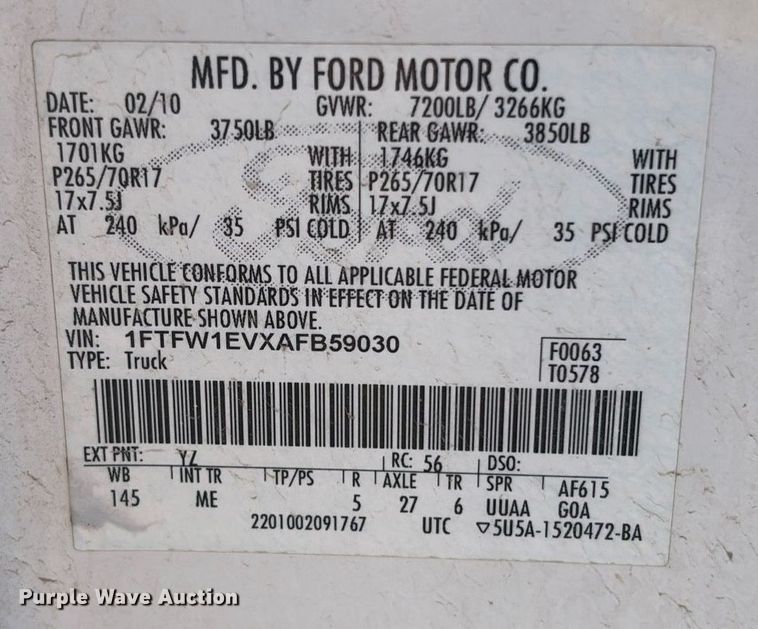 MFD. BY FORD MOTOR CO.
DATE: 02/10 GVWR: 7200LB/ 3266KG
FRONT GAWR: 3750LB REAR GAWR: 3850LB
1701KG WITH 1746KG WITH
P265/70R17 TIRES P265/70R17 TIRES
17x7.5J RIMS 17x7.5J RIMS
AT 240 kPa/ 35 PSI COLD AT 240 kPa/ 35 PSI COLD
Ford
THIS VEHICLE CONFORMS TO ALL APPLICABLE FEDERAL MOTOR
VEHICLE SAFETY STANDARDS IN EFFECT ON THE DATE OF
MANUFACTURE SHOWN ABOVE.
VIN: 1FTFW1EVXAFB59030 F0063
TYPE: Truck T0578
EXT PNT: YZ RC: 56 DSO:
WB INT TR TP/PS R AXLE TR SPR AF615
145 ME 5 27 6 UUAA GOA
2201002091767 UTC ▽5U5A-1520472-BA
Purple Wave Auction